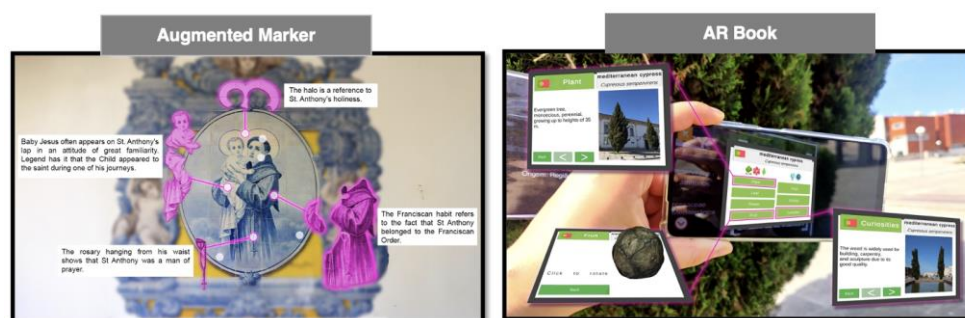 Augmented Marker
The halo is a reference to
St. Anthony's holiness.
Baby Jesus often appears on St. Anthony's
lap in an attitude of great familiarity.
Legend has it that the Child appeared to
the saint during one of his journeys.
The Franciscan habit refers
to the fact that St Anthony
belonged to the Franciscan
Order.
The rosary hanging from his waist
shows that St Anthony was a man of
prayer.
AR Book
Plant
mediterranean cypress
Cupressus sempervirens
Evergreen tree,
monoecious, perennial,
growing up to heights of 35
m.
mediterranean cypress
Click to rotate
Curiosities
mediterranean cypress
The wood is widely used for
building, carpentry,
and sculpture due to its
good quality.